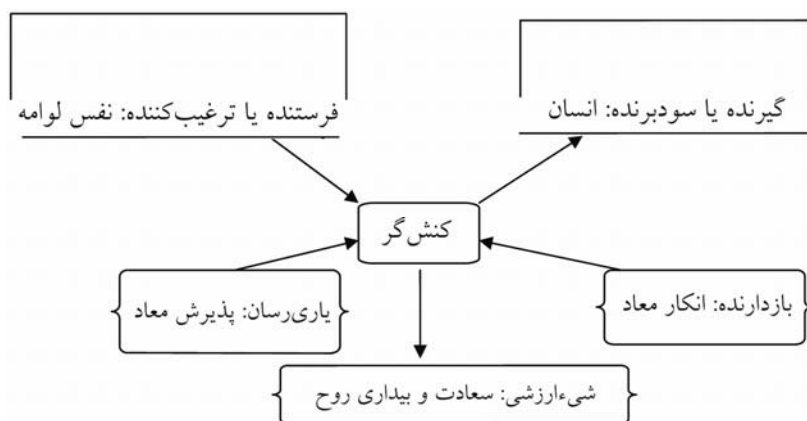 گیرنده یا سودبرنده: انسان
فرستنده یا ترغیب‌کننده: نفس لوامه
کنش‌گر
بازدارنده: انکار معاد
یاری‌رسان: پذیرش معاد
شیءارزشی: سعادت و بیداری روح